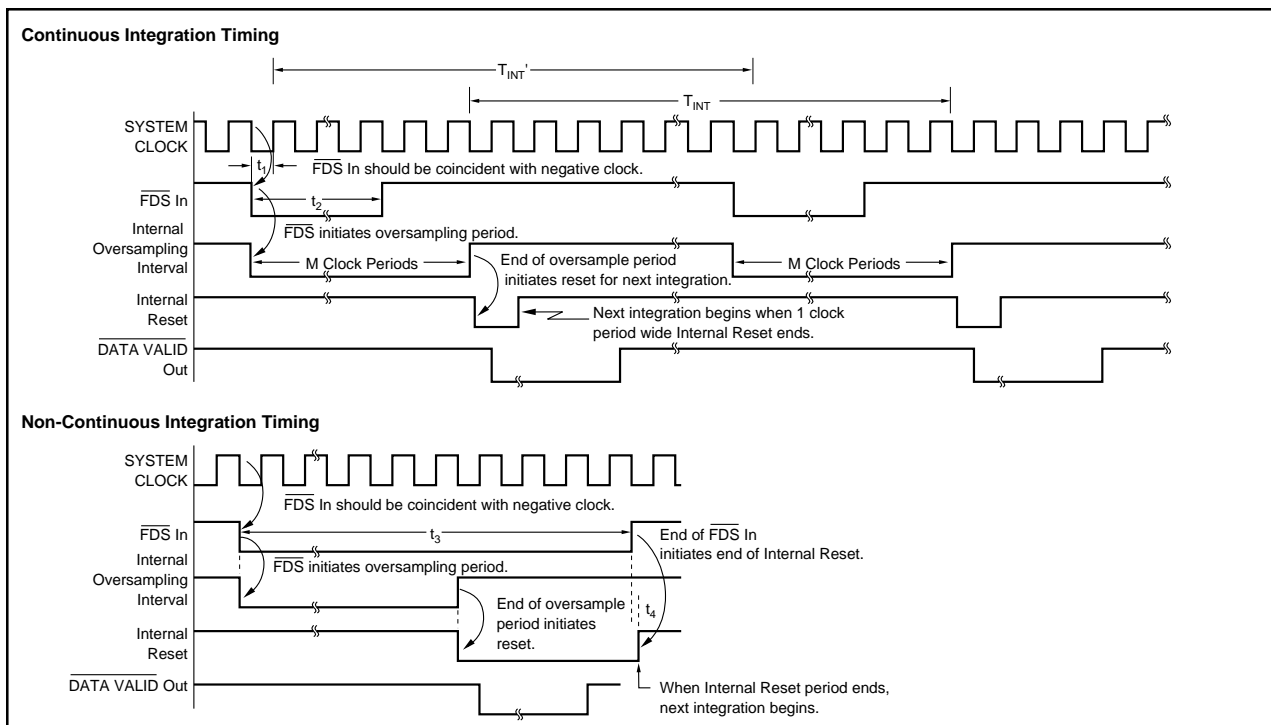 Continuous Integration Timing
TINT'
TINT
SYSTEM
CLOCK
t1
FDS In should be coincident with negative clock.
FDS In
t2
FDS initiates oversampling period.
Internal
Oversampling
Interval
M Clock Periods
End of oversample period
initiates reset for next integration.
M Clock Periods
Internal
Reset
Next integration begins when 1 clock
period wide Internal Reset ends.
DATA VALID
Out
Non-Continuous Integration Timing
SYSTEM
CLOCK
FDS In should be coincident with negative clock.
FDS In
t3
End of FDS In
initiates end of Internal Reset.
FDS initiates oversampling period.
Internal
Oversampling
Interval
End of oversample
period initiates
reset.
t4
Internal
Reset
DATA VALID Out
When Internal Reset period ends,
next integration begins.